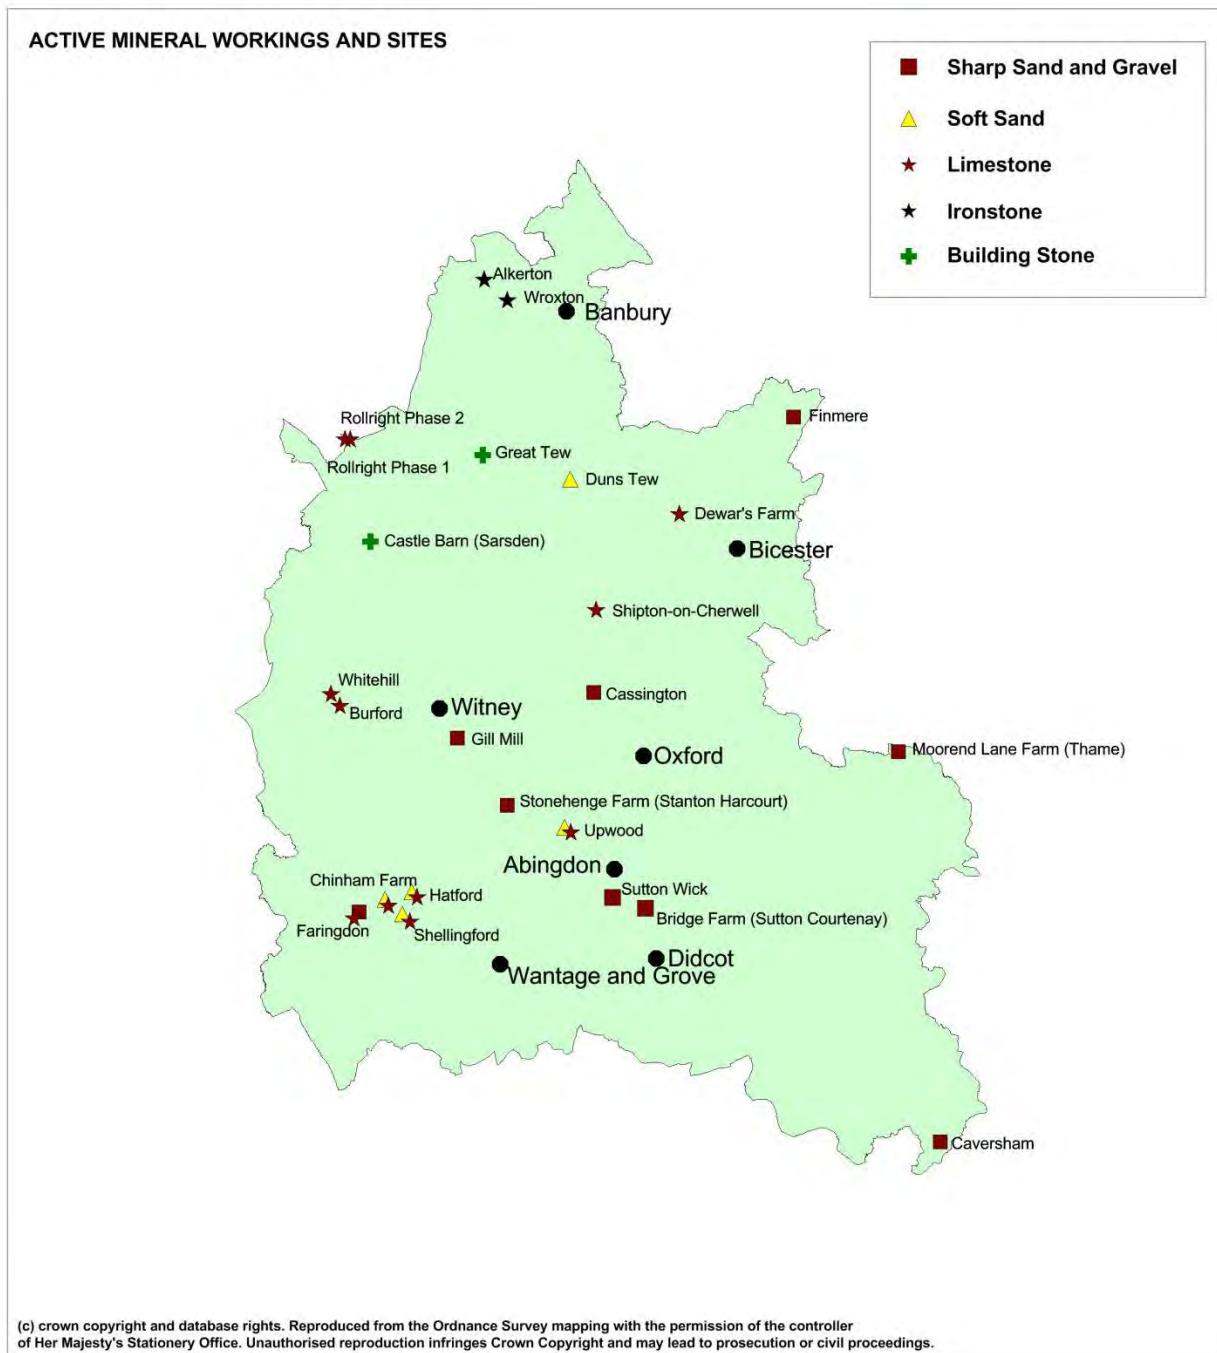 ACTIVE MINERAL WORKINGS AND SITES
Sharp Sand and Gravel
Soft Sand
Limestone
Ironstone
Building Stone
Alkerton
Wroxton
Banbury
Rollright Phase 2
Finmere
Great Tew
Rollright Phase 1
Duns Tew
Dewar's Farm
Castle Barn (Sarsden)
Bicester
Shipton-on-Cherwell
Whitehill
Cassington
Burford
Witney
Gill Mill
Moorend Lane Farm (Thame)
Oxford
Stonehenge Farm (Stanton Harcourt)
Upwood
Abingdon
Chinham Farm
Sutton Wick
Hatford
Bridge Farm (Sutton Courtenay)
Faringdon
Shellingford
Didcot
Wantage and Grove
Caversham
(c) crown copyright and database rights. Reproduced from the Ordnance Survey mapping with the permission of the controller
of Her Majesty's Stationery Office. Unauthorised reproduction infringes Crown Copyright and may lead to prosecution or civil proceedings.